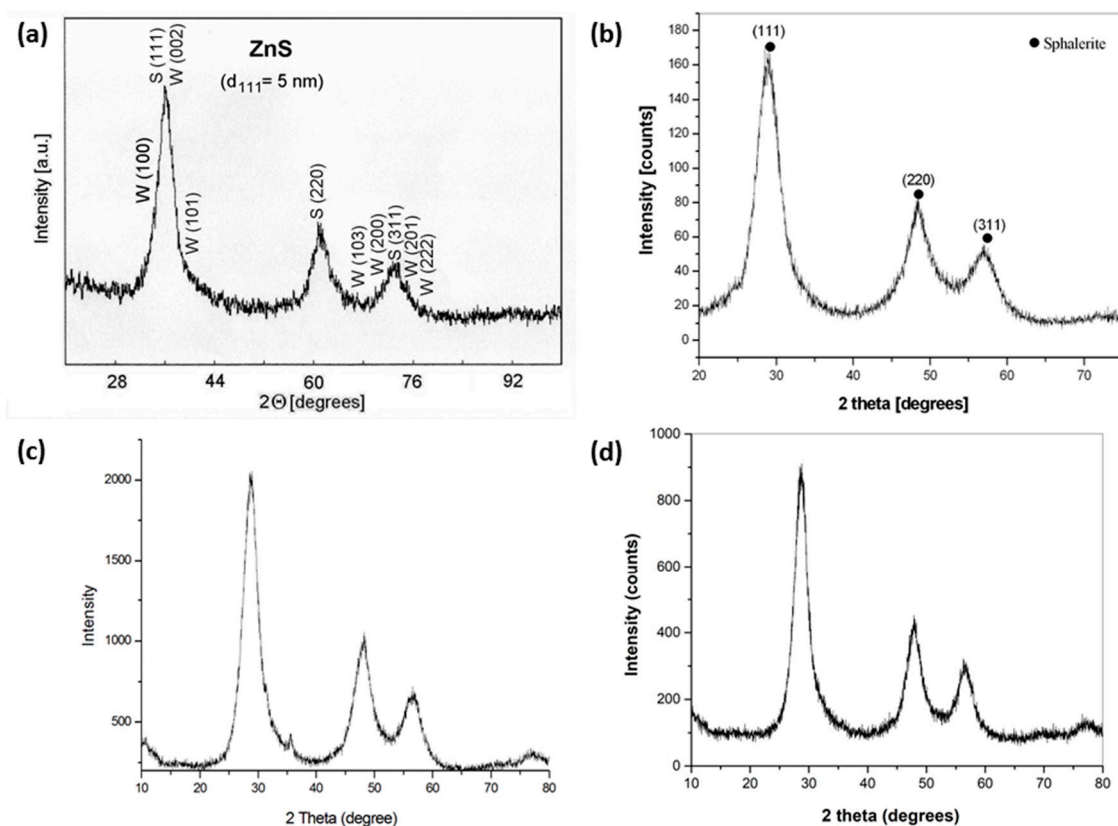 (a)
ZnS
(d111= 5 nm)
S (111)
W (002)
W (100)
W (101)
S (220)
W (103)
W (200)
S (311)
W (201)
W (222)
Intensity [a.u.]
28 44 60 76 92
2Θ [degrees]
(b)
(111)
Sphalerite
(220)
(311)
Intensity [counts]
180
160
140
120
100
80
60
40
20
0
20 30 40 50 60 70
2 theta [degrees]
(c)
Intensity
2000
1500
1000
500
10 20 30 40 50 60 70 80
2 Theta (degree)
(d)
Intensity (counts)
1000
800
600
400
200
0
10 20 30 40 50 60 70 80
2 theta (degrees)